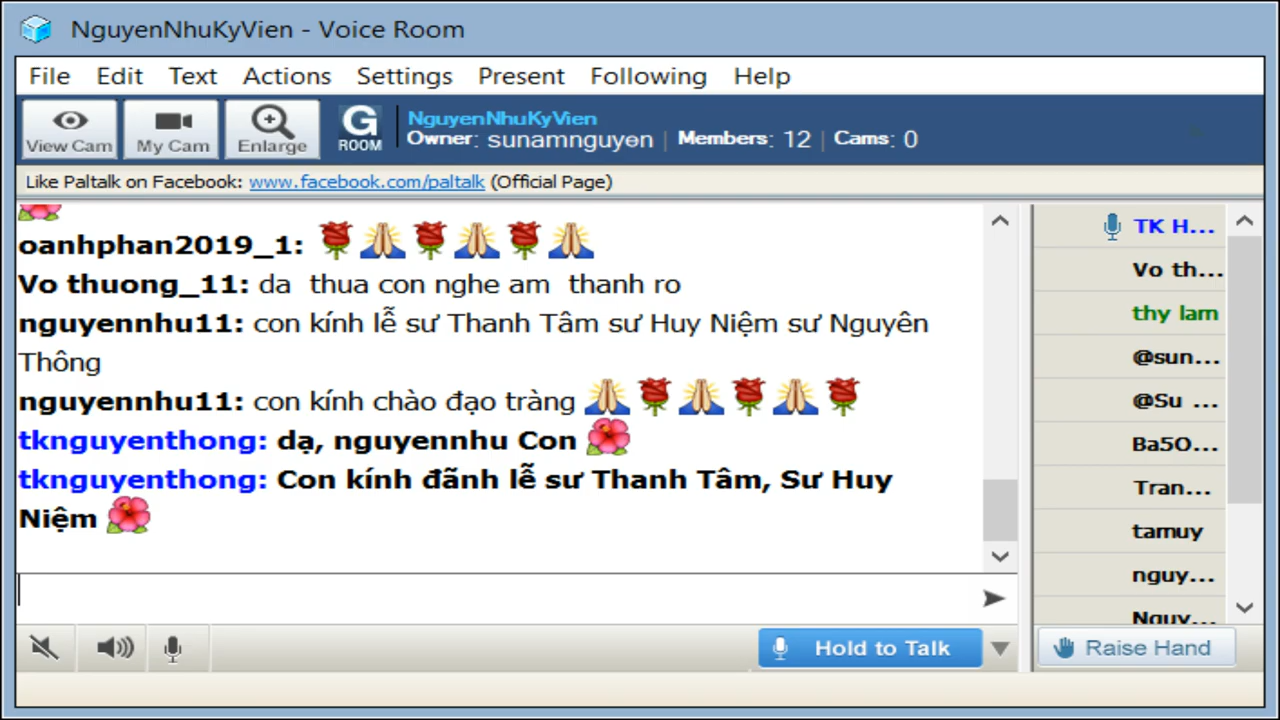 NguyenNhuKyVien - Voice Room
File Edit Text Actions Settings Present Following Help
View Cam My Cam Enlarge G ROOM
NguyenNhuKyVien
Owner: sunamnguyen | Members: 12 | Cams: 0
Like Paltalk on Facebook: www.facebook.com/paltalk (Official Page)
oanhphan2019_1:
Vo thuong_11: da thua con nghe am thanh ro
nguyennhu11: con kính lễ sư Thanh Tâm sư Huy Niệm sư Nguyên
Thông
nguyennhu11: con kính chào đạo tràng
tknguyenthong: dạ, nguyennhu Con
tknguyenthong: Con kính đãnh lễ sư Thanh Tâm, Sư Huy
Niệm
TK H...
Vo th...
thy lam
@sun...
@Su ...
Ba5O...
Tran...
tamuy
nguy...
Nguy...
Hold to Talk
Raise Hand